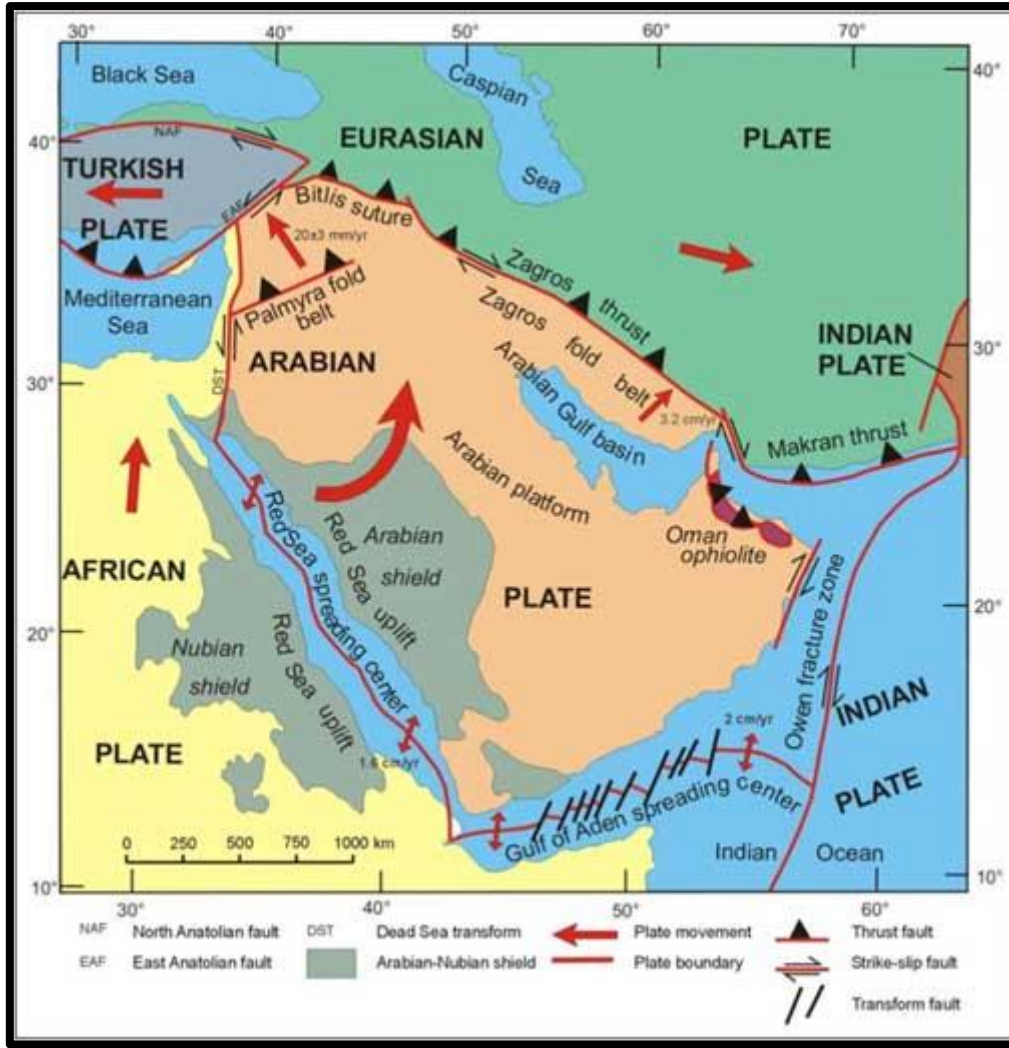 30° 40° 50° 60° 70°
Black Sea
Caspian
Sea
40°
40°
NAF
EURASIAN
PLATE
TURKISH
PLATE
EAF
Bitlis suture
20±3 mm/yr
Zagros thrust
Zagros fold belt
Mediterranean
Sea
Palmyra fold
belt
INDIAN
PLATE
30°
30°
DST
ARABIAN
Arabian Gulf basin
3.2 cm/yr
Makran thrust
Arabian platform
Oman
ophiolite
Arabian
shield
Red Sea spreading center
Red Sea uplift
AFRICAN
PLATE
20°
20°
Nubian
shield
Red Sea uplift
Owen fracture zone
INDIAN
PLATE
PLATE
2 cm/yr
1.6 cm/yr
Gulf of Aden spreading center
0 250 500 750 1000 km
Indian Ocean
10°
10°
30° 40° 50° 60°
NAF North Anatolian fault DST Dead Sea transform Plate movement Thrust fault
EAF East Anatolian fault Arabian-Nubian shield Plate boundary Strike-slip fault
Transform fault